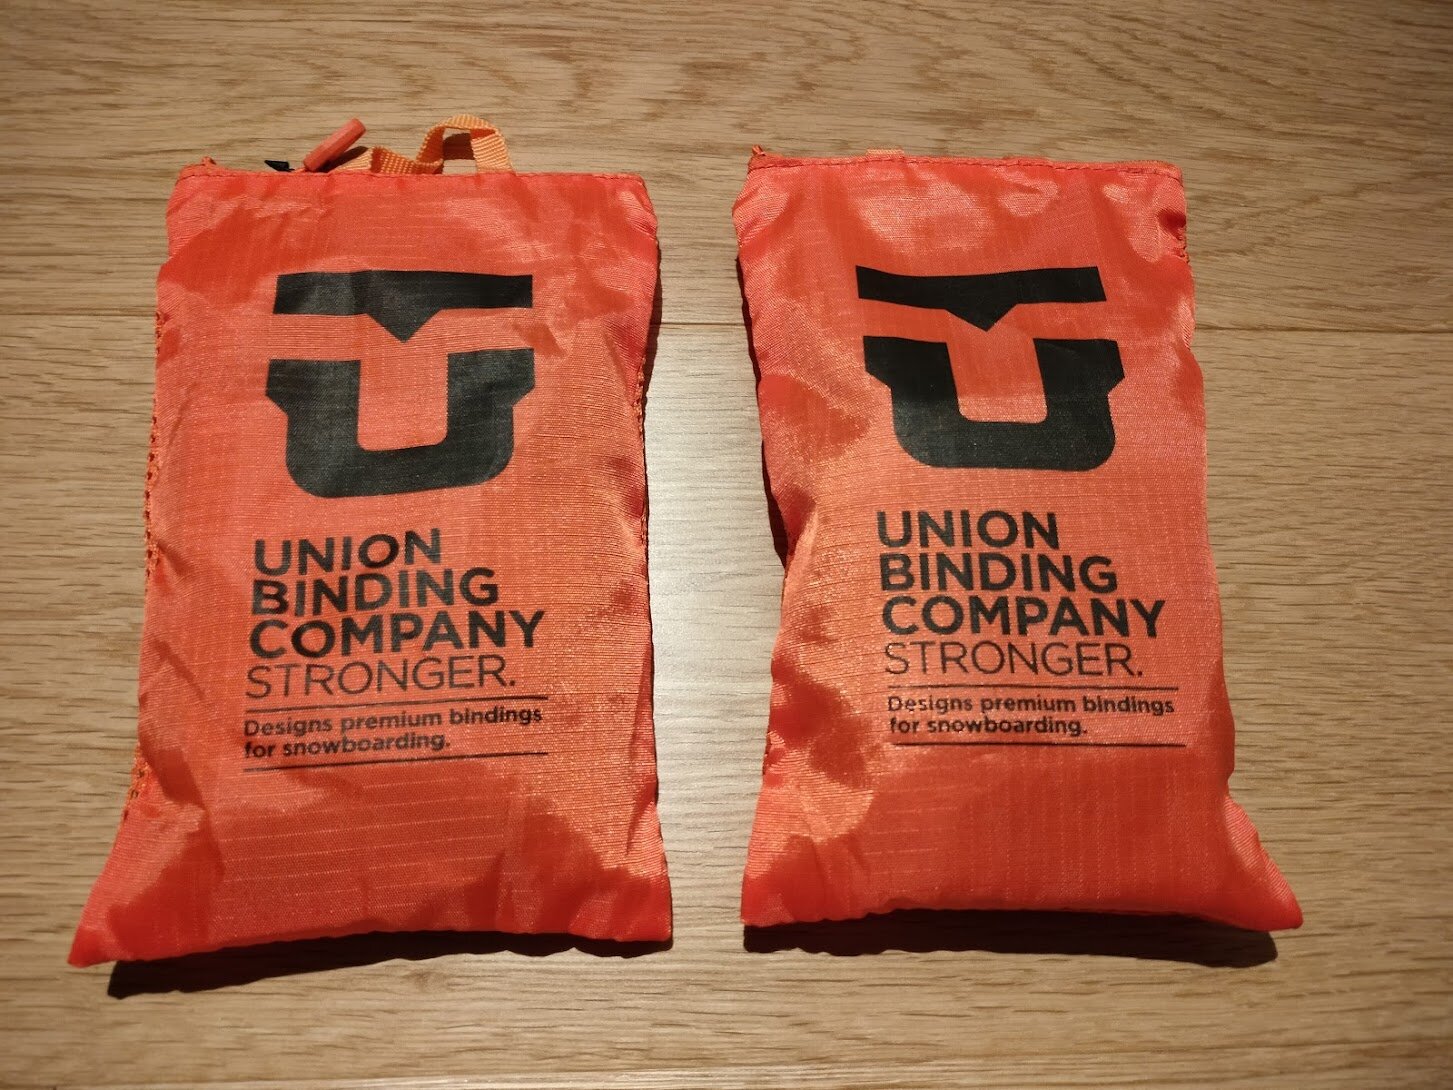 UNION
BINDING
COMPANY
STRONGER.
Designs premium bindings
for snowboarding.
UNION
BINDING
COMPANY
STRONGER.
Designs premium bindings
for snowboarding.